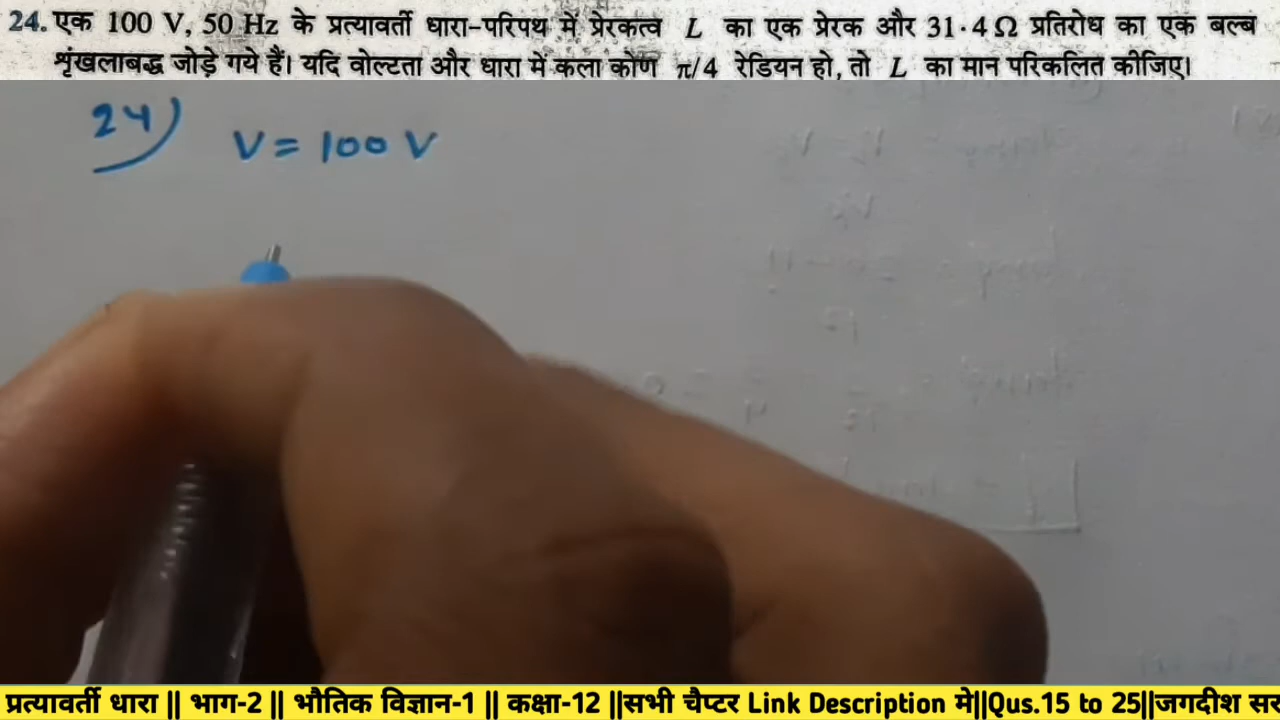 24. एक 100 V, 50 Hz के प्रत्यावर्ती धारा-परिपथ में प्रेरकत्व L का एक प्रेरक और 31·4 Ω प्रतिरोध का एक बल्ब
शृंखलाबद्ध जोड़े गये हैं। यदि वोल्टता और धारा में कला कोण π/4 रेडियन हो, तो L का मान परिकलित कीजिए।
24) V = 100 V
प्रत्यावर्ती धारा || भाग-2 || भौतिक विज्ञान-1 || कक्षा-12 ||सभी चैप्टर Link Description मे||Qus.15 to 25||जगदीश सर